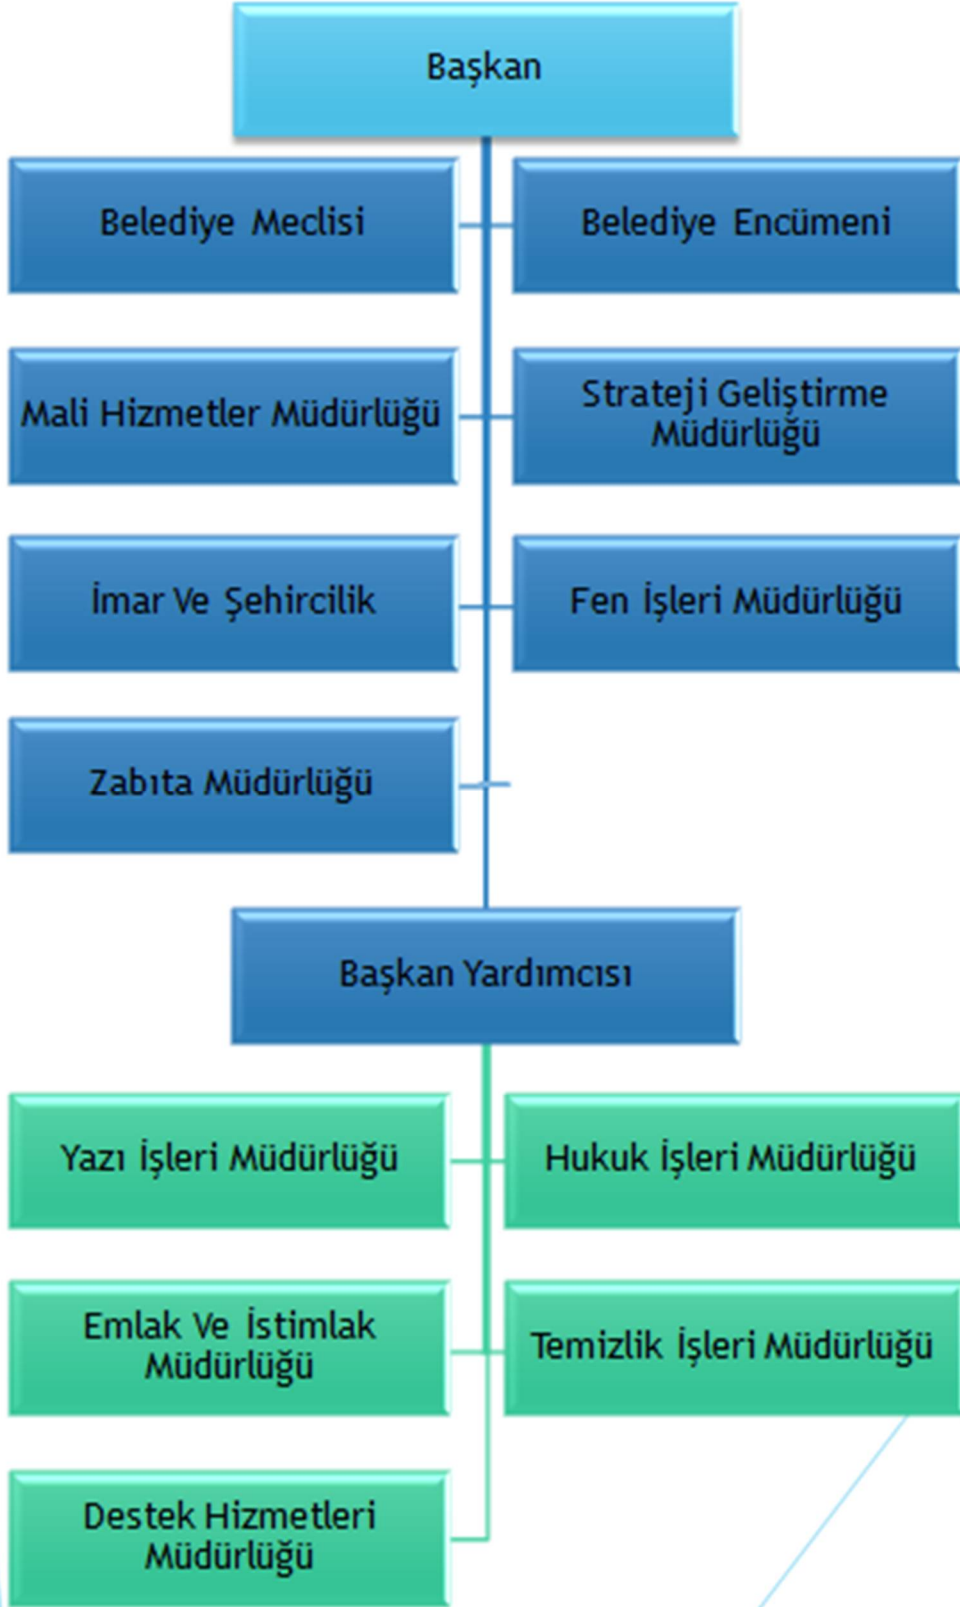 Başkan
Belediye Meclisi
Belediye Encümeni
Mali Hizmetler Müdürlüğü
Strateji Geliştirme
Müdürlüğü
İmar Ve Şehircilik
Fen İşleri Müdürlüğü
Zabıta Müdürlüğü
Başkan Yardımcısı
Yazı İşleri Müdürlüğü
Hukuk İşleri Müdürlüğü
Emlak Ve İstimlak
Müdürlüğü
Temizlik İşleri Müdürlüğü
Destek Hizmetleri
Müdürlüğü